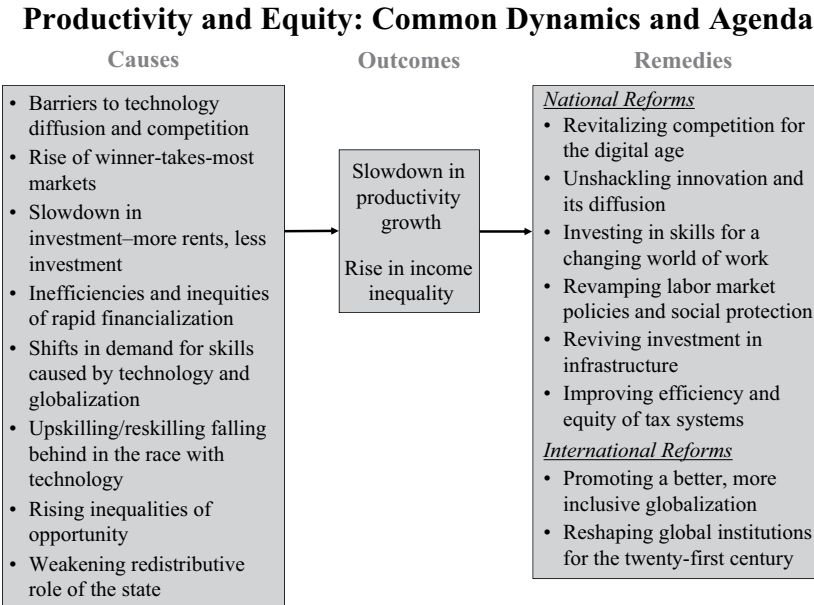 Productivity and Equity: Common Dynamics and Agenda
Causes
Outcomes
Remedies
• Barriers to technology
diffusion and competition
• Rise of winner-takes-most
markets
• Slowdown in
investment–more rents, less
investment
• Inefficiencies and inequities
of rapid financialization
• Shifts in demand for skills
caused by technology and
globalization
• Upskilling/reskilling falling
behind in the race with
technology
• Rising inequalities of
opportunity
• Weakening redistributive
role of the state
Slowdown in
productivity
growth
Rise in income
inequality
National Reforms
• Revitalizing competition for
the digital age
• Unshackling innovation and
its diffusion
• Investing in skills for a
changing world of work
• Revamping labor market
policies and social protection
• Reviving investment in
infrastructure
• Improving efficiency and
equity of tax systems
International Reforms
• Promoting a better, more
inclusive globalization
• Reshaping global institutions
for the twenty-first century